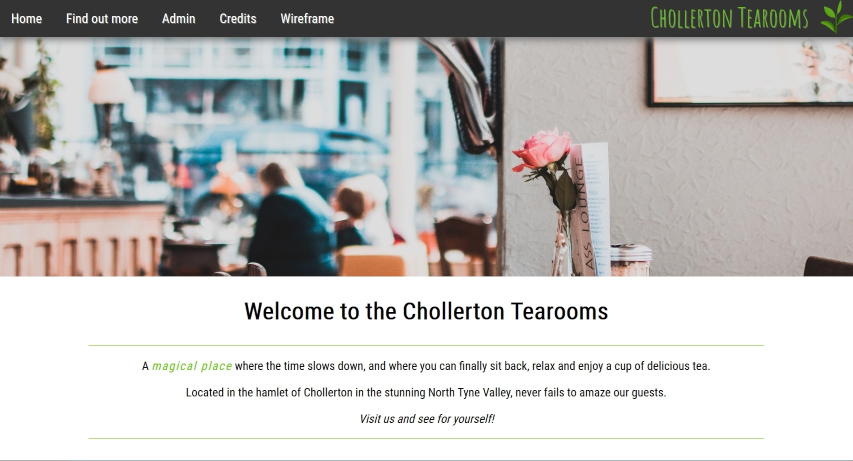 Home Find out more Admin Credits Wireframe Chollerton Tearooms
ASS LOUNGE
Welcome to the Chollerton Tearooms
A magical place where the time slows down, and where you can finally sit back, relax and enjoy a cup of delicious tea.
Located in the hamlet of Chollerton in the stunning North Tyne Valley, never fails to amaze our guests.
Visit us and see for yourself!